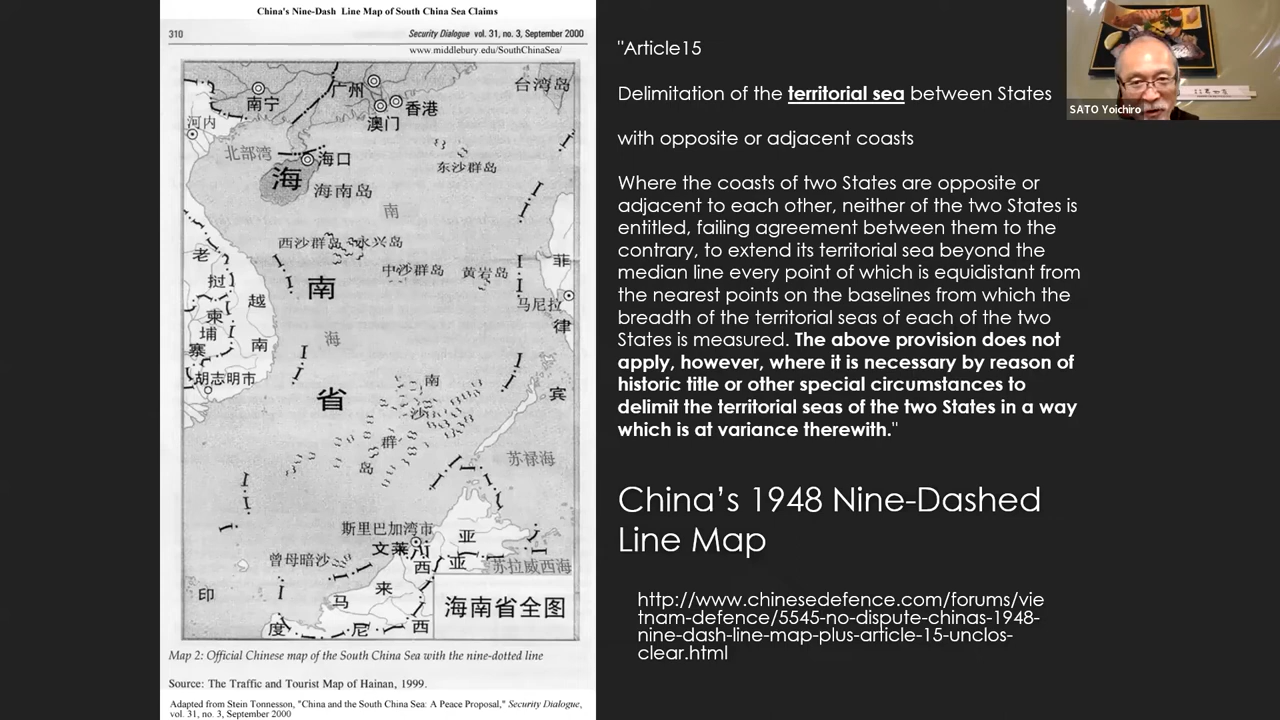 China's Nine-Dash Line Map of South China Sea Claims
310
Security Dialogue vol. 31, no. 3, September 2000
www.middlebury.edu/SouthChinaSea/
台湾岛
广州
南宁
香港
澳门
河内
北部湾
海口
东沙群岛
海
海南岛
南
西沙群岛
永兴岛
中沙群岛
黄岩岛
菲
老
挝
南
越
马尼拉
柬
律
埔
海
南
寨
宾
胡志明市
南
省
沙
群
岛
苏禄海
斯里巴加湾市
文莱
亚
曾母暗沙
西
亚
苏拉威西海
来
印
马
海南省全图
度
尼
西
Map 2: Official Chinese map of the South China Sea with the nine-dotted line
Source: The Traffic and Tourist Map of Hainan, 1999.
Adapted from Stein Tonnesson, "China and the South China Sea: A Peace Proposal," Security Dialogue,
vol. 31, no. 3, September 2000
"Article15
Delimitation of the territorial sea between States
with opposite or adjacent coasts
Where the coasts of two States are opposite or
adjacent to each other, neither of the two States is
entitled, failing agreement between them to the
contrary, to extend its territorial sea beyond the
median line every point of which is equidistant from
the nearest points on the baselines from which the
breadth of the territorial seas of each of the two
States is measured. The above provision does not
apply, however, where it is necessary by reason of
historic title or other special circumstances to
delimit the territorial seas of the two States in a way
which is at variance therewith."
China’s 1948 Nine-Dashed
Line Map
http://www.chinesedefence.com/forums/vie
tnam-defence/5545-no-dispute-chinas-1948-
nine-dash-line-map-plus-article-15-unclos-
clear.html
SATO Yoichiro